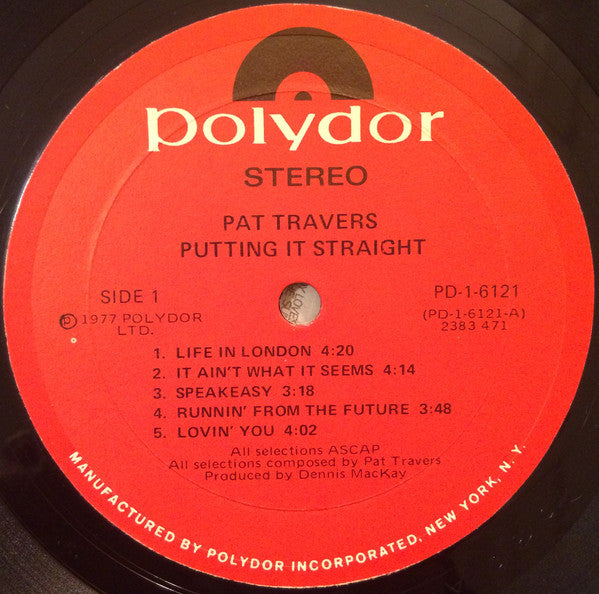 polydor
STEREO
PAT TRAVERS
PUTTING IT STRAIGHT
SIDE 1
PD-1-6121
℗ 1977 POLYDOR
LTD.
(PD-1-6121-A)
2383 471
1. LIFE IN LONDON 4:20
2. IT AIN'T WHAT IT SEEMS 4:14
3. SPEAKEASY 3:18
4. RUNNIN' FROM THE FUTURE 3:48
5. LOVIN' YOU 4:02
All selections ASCAP
All selections composed by Pat Travers
Produced by Dennis MacKay
MANUFACTURED BY POLYDOR INCORPORATED, NEW YORK, N.Y.